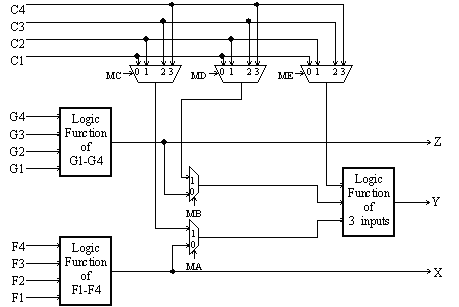 C4
C3
C2
C1
MC 0 1 2 3
MD 0 1 2 3
ME 0 1 2 3
G4
G3
G2
G1
Logic
Function
of
G1-G4
Z
1
0
MB
Logic
Function
of
3 inputs
Y
1
0
MA
F4
F3
F2
F1
Logic
Function
of
F1-F4
X